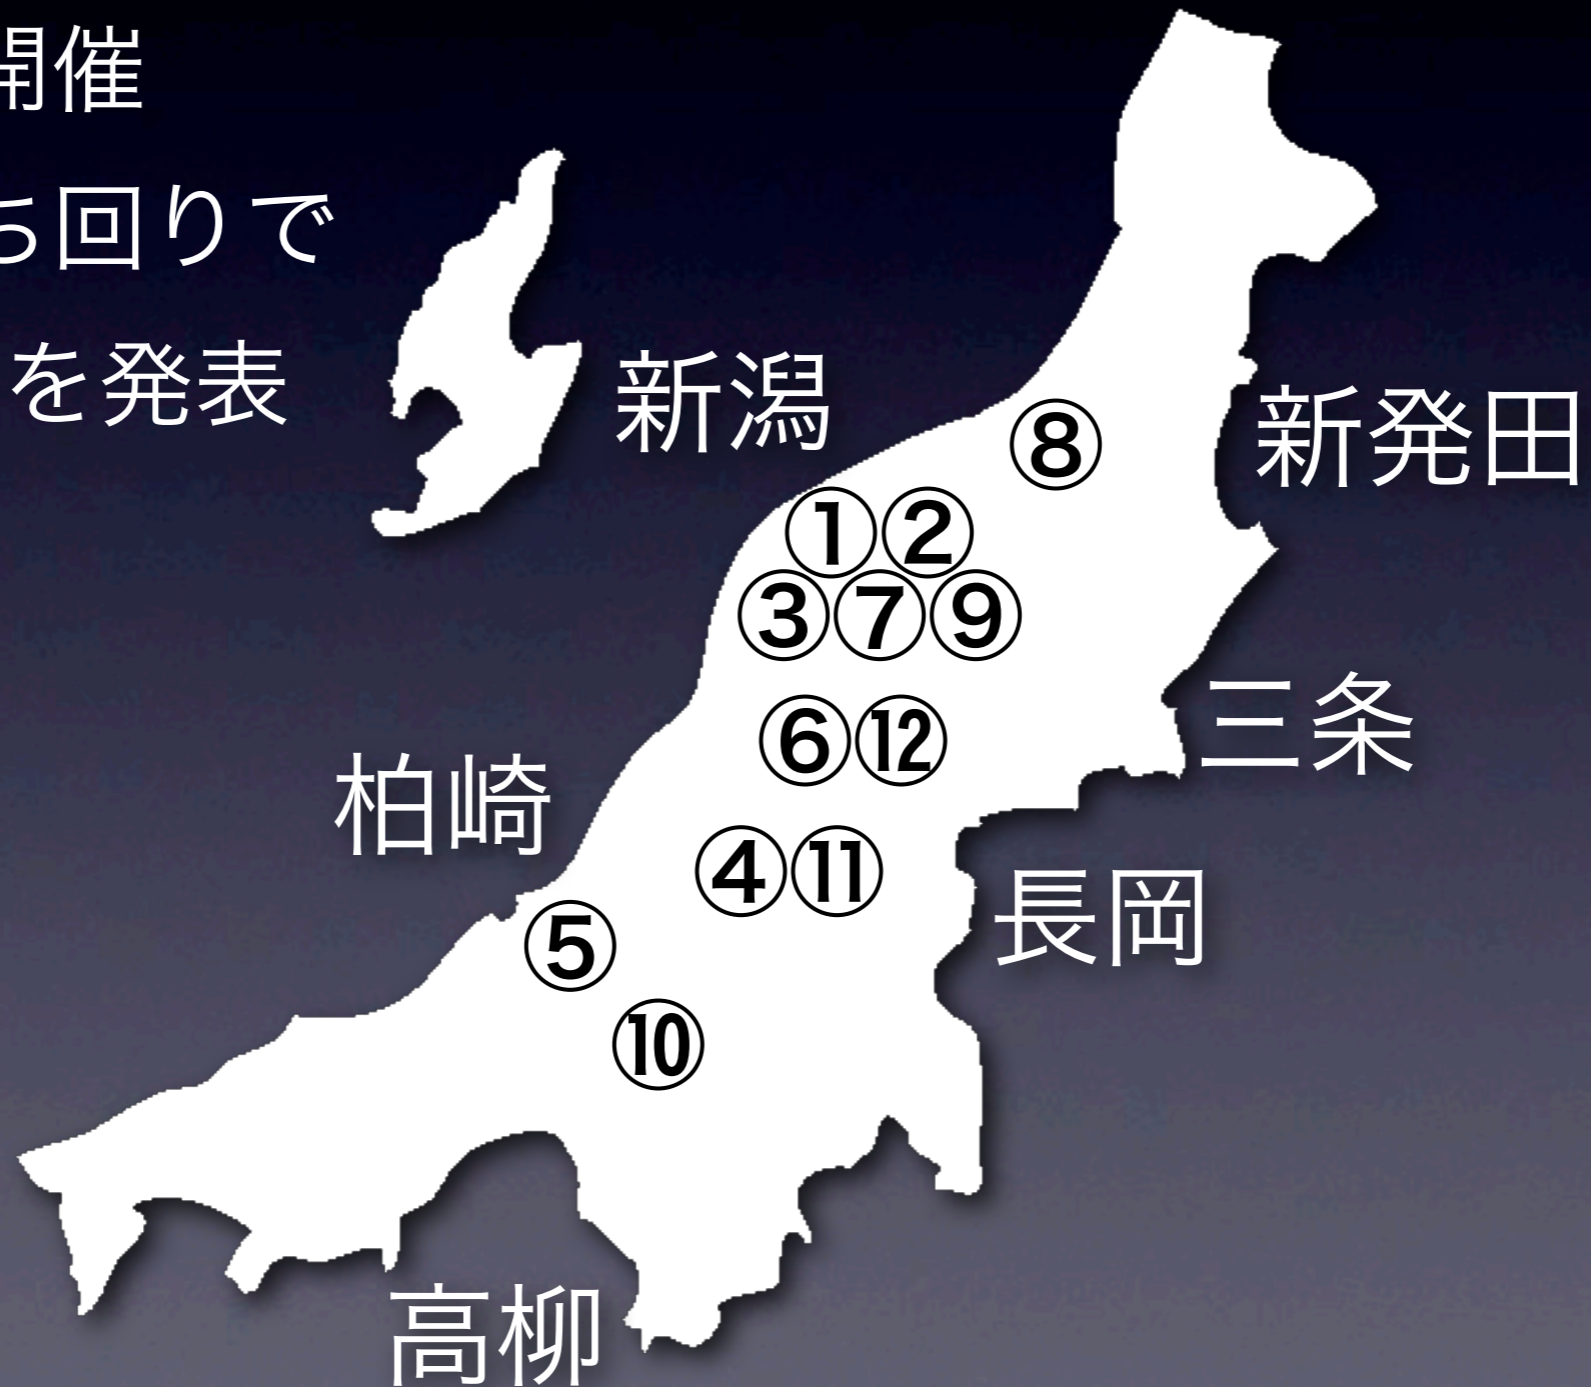 開催
ち回りで
を発表
新潟
新発田
⑧
①②
③⑦⑨
三条
⑥⑫
柏崎
④⑪
長岡
⑤
⑩
高柳